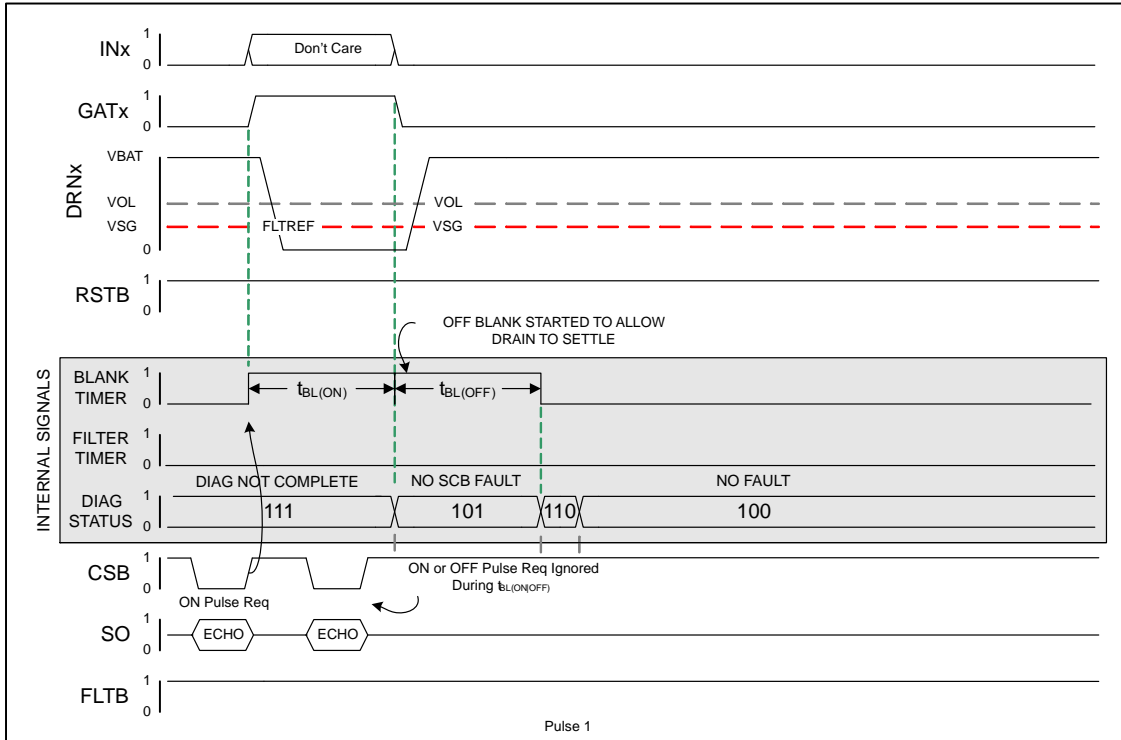 INx
1
0
Don't Care
GATx
1
0
DRNx
VBAT
VOL
VSG
0
FLTREF
VOL
VSG
RSTB
1
0
OFF BLANK STARTED TO ALLOW
DRAIN TO SETTLE
INTERNAL SIGNALS
BLANK
TIMER
1
0
tBL(ON)
tBL(OFF)
FILTER
TIMER
1
0
DIAG NOT COMPLETE
NO SCB FAULT
NO FAULT
DIAG
STATUS
1
0
111
101
110
100
CSB
1
0
ON Pulse Req
ON or OFF Pulse Req Ignored
During tBL(ON|OFF)
SO
1
0
ECHO
ECHO
FLTB
1
0
Pulse 1